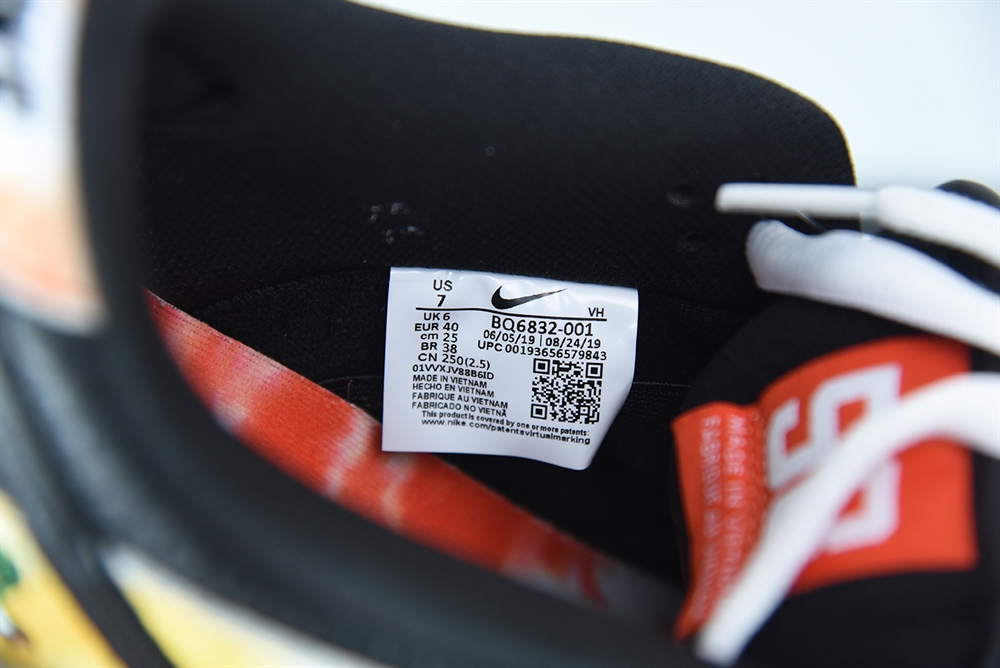 US
7
VH
UK 6
EUR 40
cm 25
BR 38
CN 250(2.5)
BQ6832-001
06/05/19 | 08/24/19
UPC 00193656579843
01VVXJV88B6ID
MADE IN VIETNAM
HECHO EN VIETNAM
FABRIQUE AU VIETNAM
FABRICADO NO VIETNÃ
This product is covered by one or more patents:
www.nike.com/patentsvirtualmarking
MADE IN